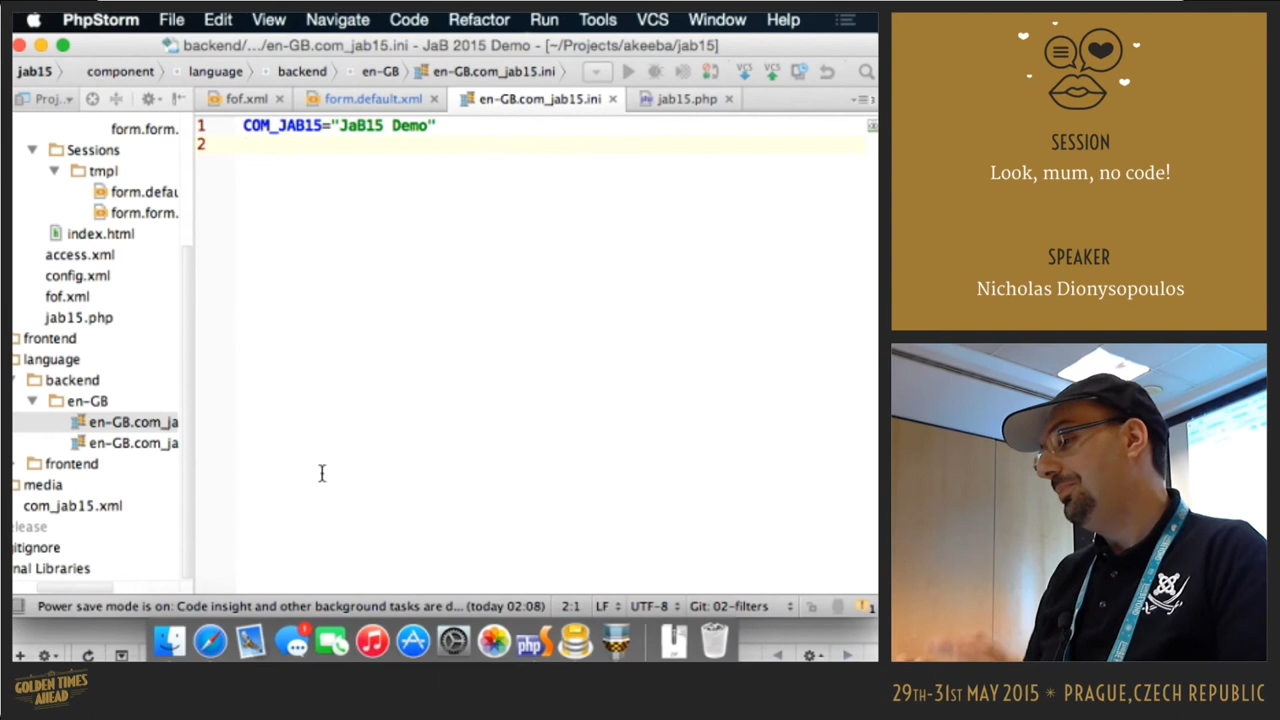 PhpStorm File Edit View Navigate Code Refactor Run Tools VCS Window Help
backend/.../en-GB.com_jab15.ini - JaB 2015 Demo - [~/Projects/akeeba/jab15]
jab15 component language backend en-GB en-GB.com_jab15.ini
Proj... fof.xml form.default.xml en-GB.com_jab15.ini jab15.php
1 COM_JAB15="JaB15 Demo"
2
form.form.
Sessions
tmpl
form.defau
form.form.
index.html
access.xml
config.xml
fof.xml
jab15.php
frontend
language
backend
en-GB
en-GB.com_ja
en-GB.com_ja
frontend
media
com_jab15.xml
elease
itignore
nal Libraries
Power save mode is on: Code insight and other background tasks are d... (today 02:08) 2:1 LF UTF-8 Git: 02-filters 1
php
SESSION
Look, mum, no code!
SPEAKER
Nicholas Dionysopoulos
GOLDEN TIMES
AHEAD
29TH-31ST MAY 2015 * PRAGUE,CZECH REPUBLIC